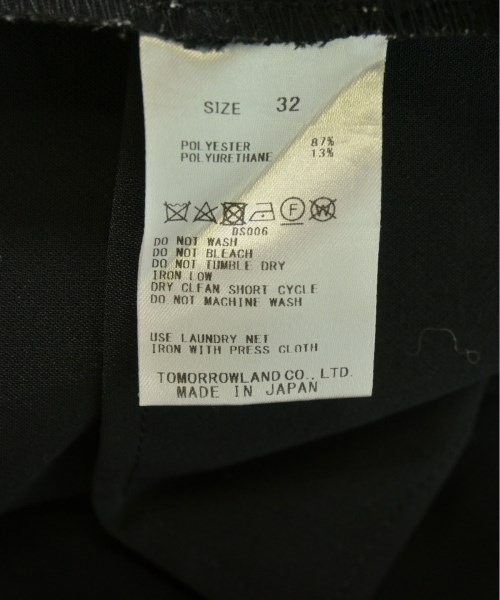 SIZE 32
POLYESTER 87%
POLYURETHANE 13%
F W
DS006
DO NOT WASH
DO NOT BLEACH
DO NOT TUMBLE DRY
IRON LOW
DRY CLEAN SHORT CYCLE
DO NOT MACHINE WASH
USE LAUNDRY NET
IRON WITH PRESS CLOTH
TOMORROWLAND CO., LTD.
MADE IN JAPAN